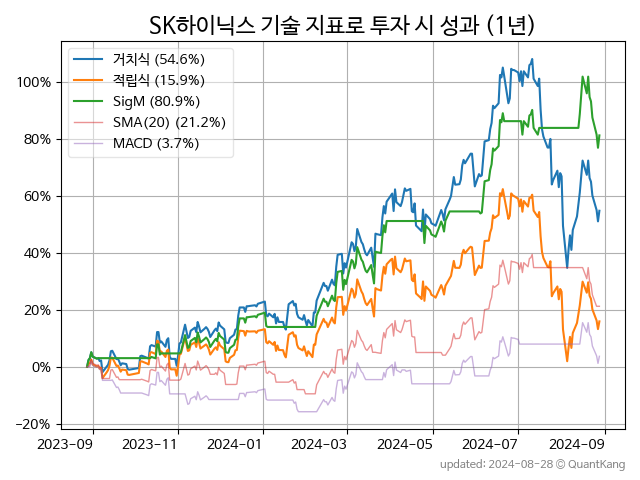 SK하이닉스 기술 지표로 투자 시 성과 (1년)
거치식 (54.6%)
적립식 (15.9%)
SigM (80.9%)
SMA(20) (21.2%)
MACD (3.7%)
100%
80%
60%
40%
20%
0%
−20%
2023-09 2023-11 2024-01 2024-03 2024-05 2024-07 2024-09
updated: 2024-08-28 © QuantKang